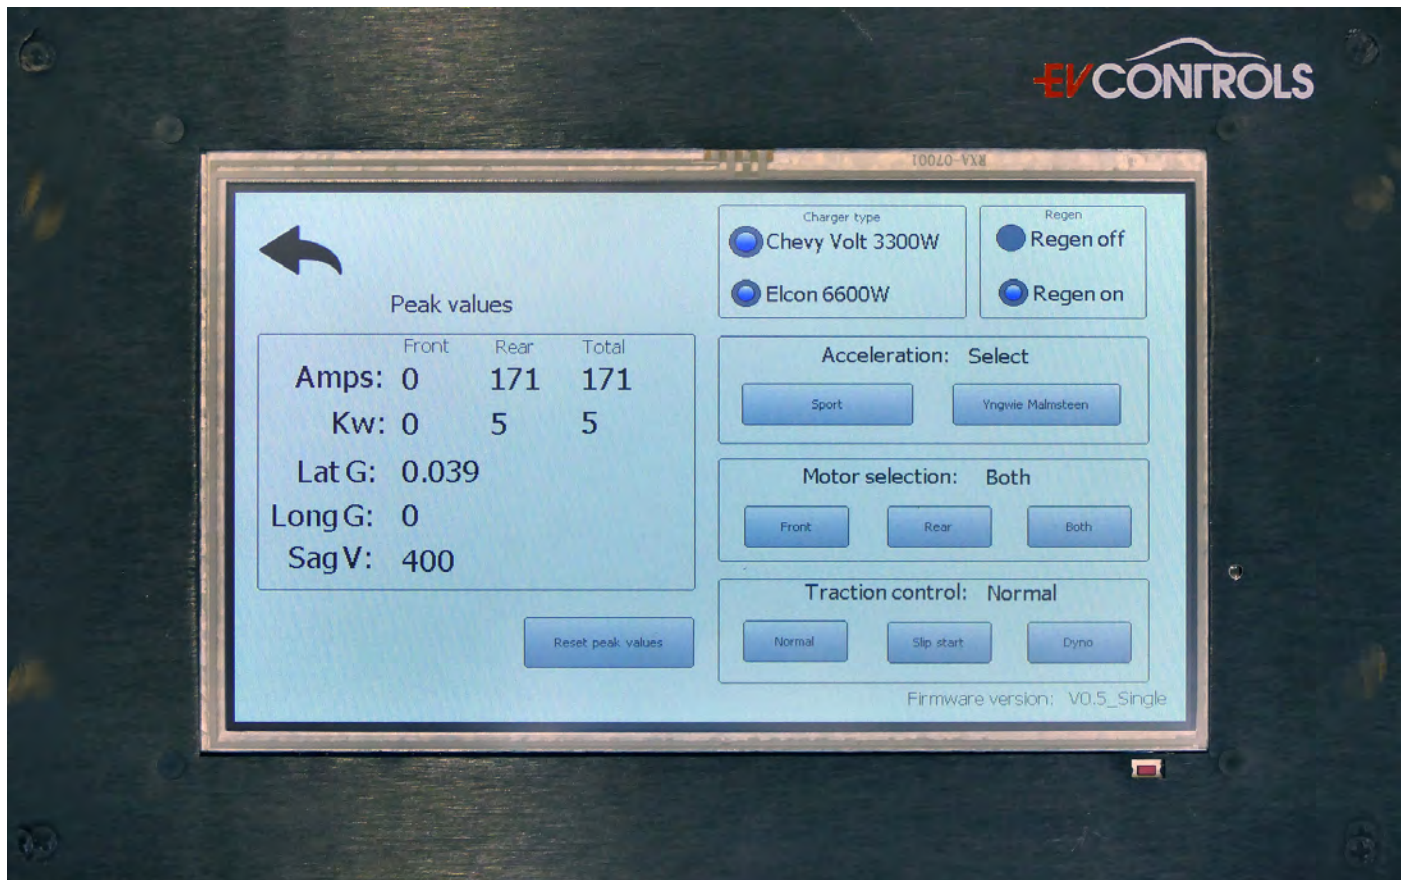 EVCONTROLS
RXA-07001
Peak values
Front Rear Total
Amps: 0 171 171
Kw: 0 5 5
Lat G: 0.039
Long G: 0
Sag V: 400
Reset peak values
Charger type
Chevy Volt 3300W
Elcon 6600W
Regen
Regen off
Regen on
Acceleration: Select
Sport
Yngwie Malmsteen
Motor selection: Both
Front
Rear
Both
Traction control: Normal
Normal
Slip start
Dyno
Firmware version: V0.5_Single